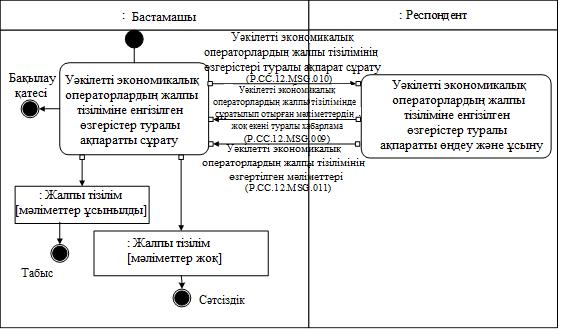 : Бастамашы
: Респондент
Уәкілетті экономикалық
операторлардың жалпы тізілімінің
өзгерістері туралы ақпарат сұрату
(P.CC.12.MSG.010)
Бақылау
қатесі
Уәкілетті экономикалық
операторлардың жалпы
тізіліміне енгізілген
өзгерістер туралы
ақпаратты сұрату
Уәкілетті экономикалық
операторлардың жалпы тізілімінде
сұратылып отырған мәліметтердің
жоқ екені туралы хабарлама
(P.CC.12.MSG.009)
Уәкілетті экономикалық
операторлардың жалпы тізілімінің
өзгертілген мәліметтері
(P.CC.12.MSG.011)
Уәкілетті экономикалық
операторлардың жалпы
тізіліміне енгізілген
өзгерістер туралы
ақпаратты өңдеу және ұсыну
: Жалпы тізілім
[мәліметтер ұсынылды]
: Жалпы тізілім
[мәліметтер жоқ]
Табыс
Сәтсіздік